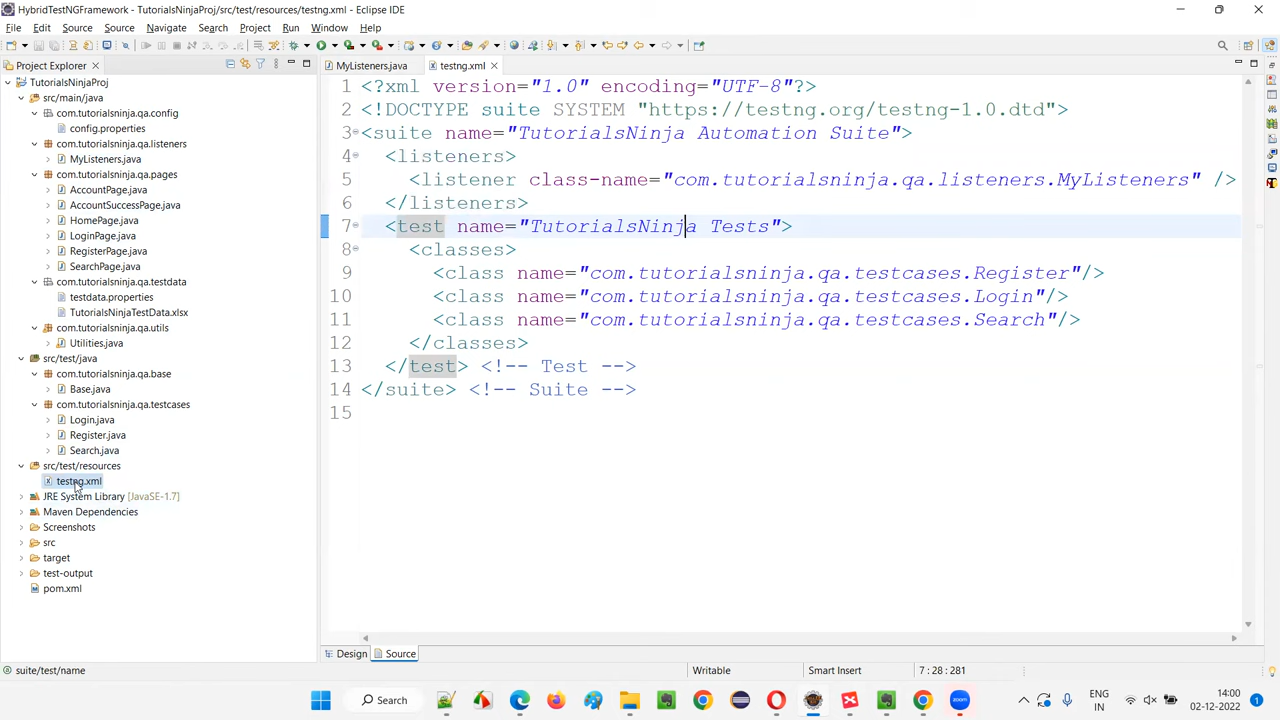 HybridTestNGFramework - TutorialsNinjaProj/src/test/resources/testng.xml - Eclipse IDE
File Edit Source Source Navigate Search Project Run Window Help
Project Explorer
MyListeners.java
testng.xml
TutorialsNinjaProj
src/main/java
com.tutorialsninja.qa.config
config.properties
com.tutorialsninja.qa.listeners
MyListeners.java
com.tutorialsninja.qa.pages
AccountPage.java
AccountSuccessPage.java
HomePage.java
LoginPage.java
RegisterPage.java
SearchPage.java
com.tutorialsninja.qa.testdata
testdata.properties
TutorialsNinjaTestData.xlsx
com.tutorialsninja.qa.utils
Utilities.java
src/test/java
com.tutorialsninja.qa.base
Base.java
com.tutorialsninja.qa.testcases
Login.java
Register.java
Search.java
src/test/resources
testng.xml
JRE System Library [JavaSE-1.7]
Maven Dependencies
Screenshots
src
target
test-output
pom.xml
1 <?xml version="1.0" encoding="UTF-8"?>
2 <!DOCTYPE suite SYSTEM "https://testng.org/testng-1.0.dtd">
3 <suite name="TutorialsNinja Automation Suite">
4 <listeners>
5 <listener class-name="com.tutorialsninja.qa.listeners.MyListeners" />
6 </listeners>
7 <test name="TutorialsNinja Tests">
8 <classes>
9 <class name="com.tutorialsninja.qa.testcases.Register"/>
10 <class name="com.tutorialsninja.qa.testcases.Login"/>
11 <class name="com.tutorialsninja.qa.testcases.Search"/>
12 </classes>
13 </test> <!-- Test -->
14 </suite> <!-- Suite -->
15
Design Source
suite/test/name
Writable
Smart Insert
7 : 28 : 281
Search
ENG
IN
14:00
02-12-2022
1